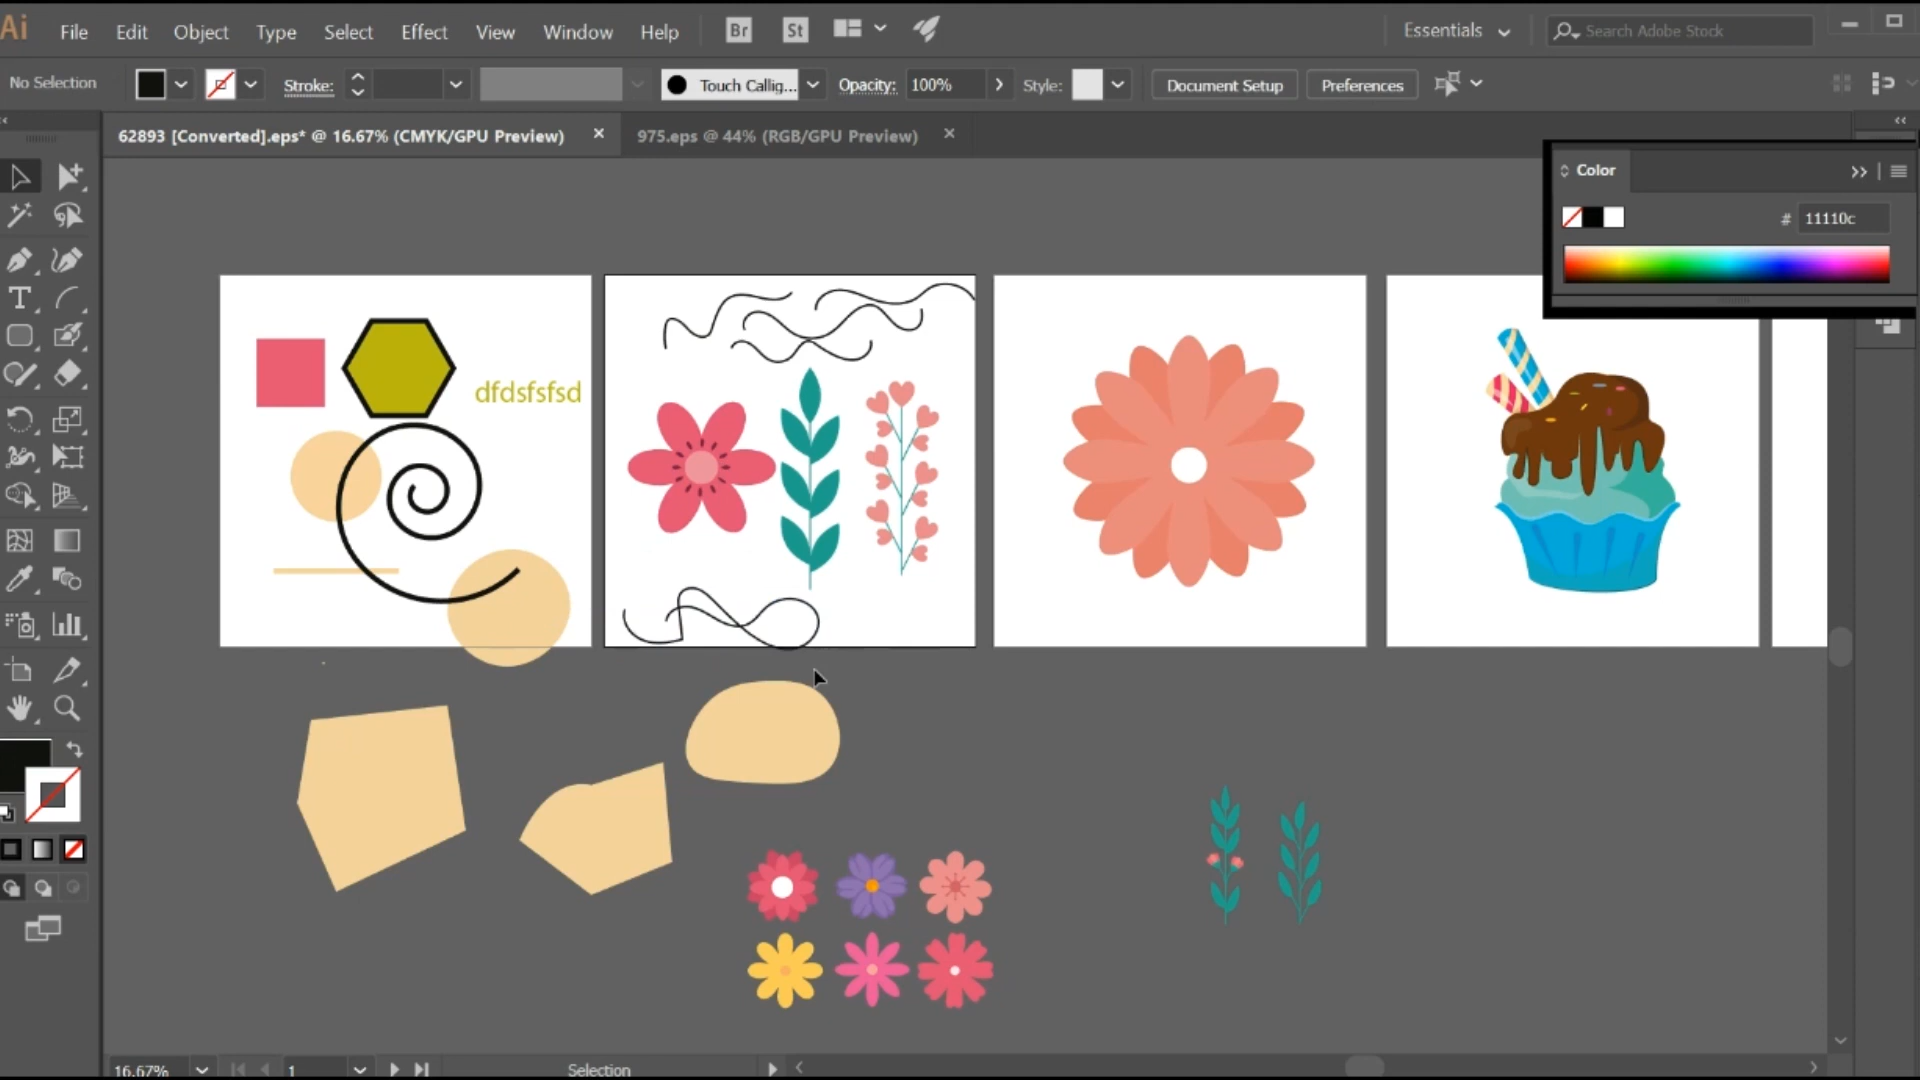 Ai File Edit Object Type Select Effect View Window Help Br St Essentials Search Adobe Stock
No Selection Stroke: Touch Callig... Opacity: 100% Style: Document Setup Preferences
62893 [Converted].eps* @ 16.67% (CMYK/GPU Preview) 975.eps @ 44% (RGB/GPU Preview)
Color
# 11110c
dfdsfsfsd
16.67% 1 Selection